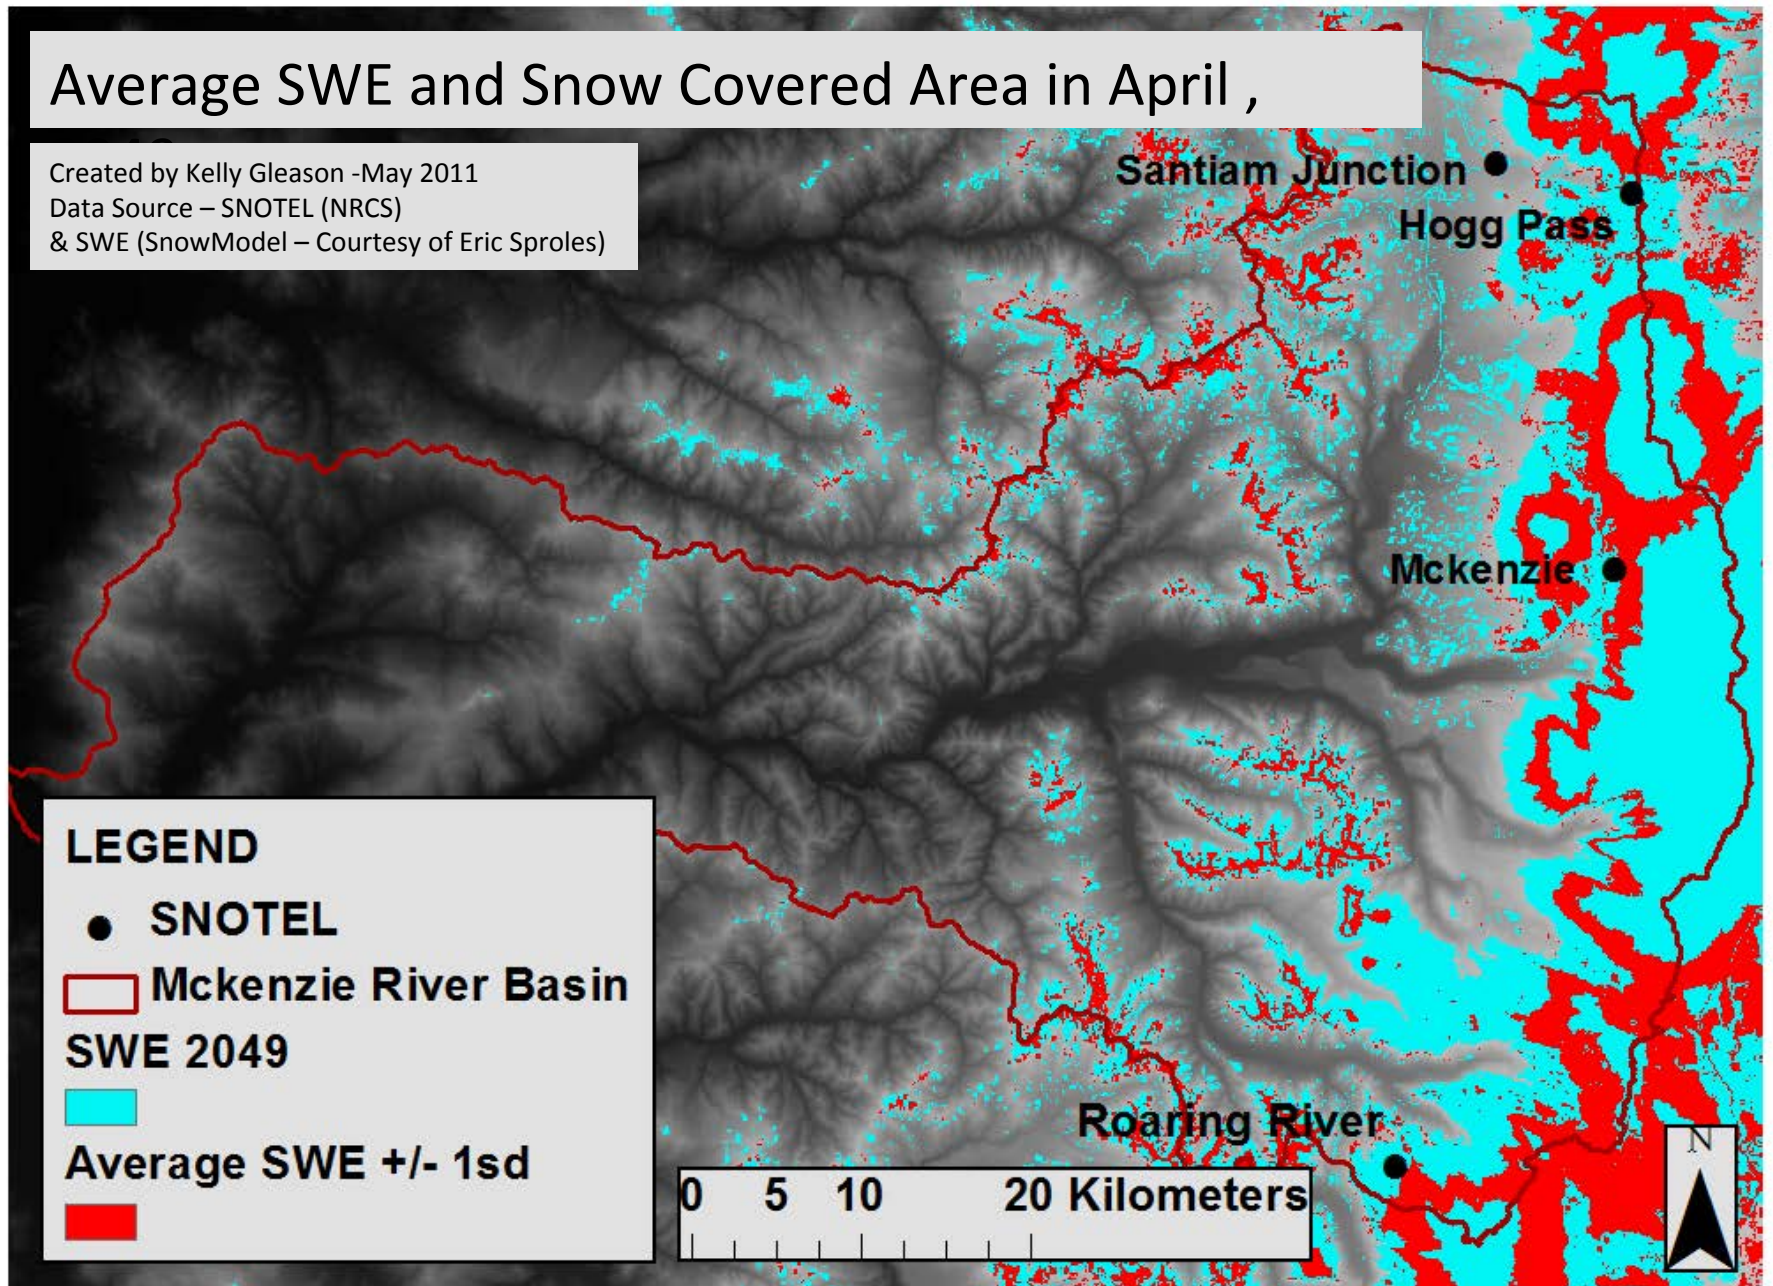 Average SWE and Snow Covered Area in April ,
Created by Kelly Gleason -May 2011
Data Source – SNOTEL (NRCS)
& SWE (SnowModel – Courtesy of Eric Sproles)
Santiam Junction
Hogg Pass
Mckenzie
Roaring River
LEGEND
SNOTEL
Mckenzie River Basin
SWE 2049
Average SWE +/- 1sd
0 5 10 20 Kilometers
N